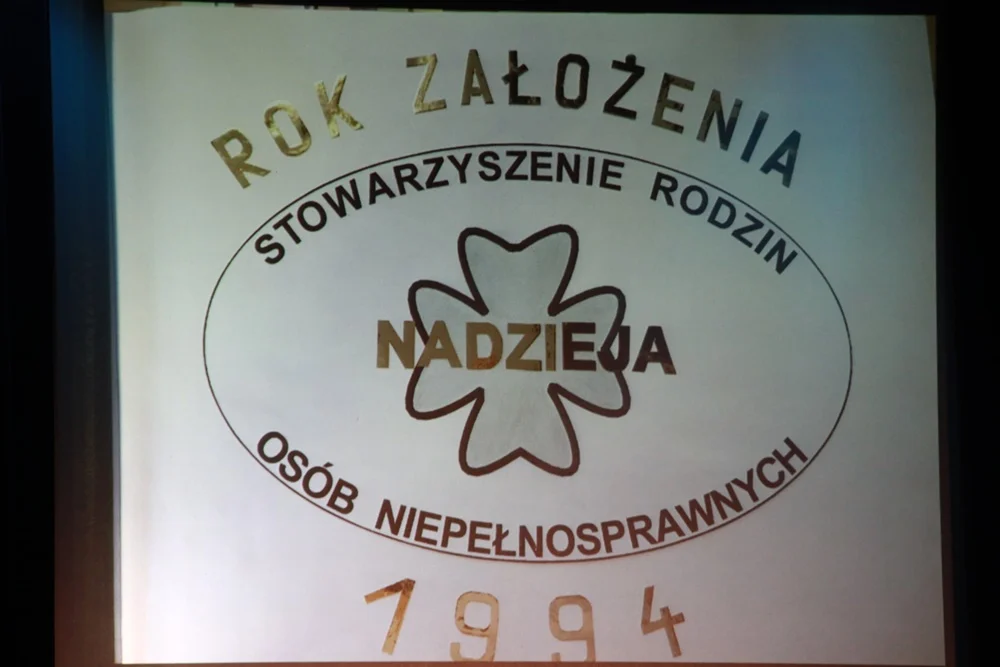 ROK ZAŁOŻENIA
STOWARZYSZENIE RODZIN
NADZIEJA
OSÓB NIEPEŁNOSPRAWNYCH
1994